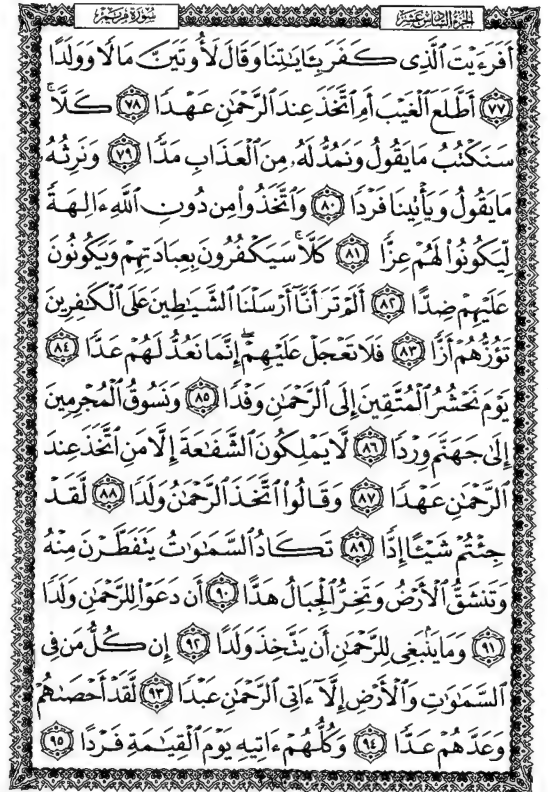 الجزء السادس عشر
سورة مريم
أَفَرَءَيْتَ ٱلَّذِى كَفَرَ بِـَٔايَٰتِنَا وَقَالَ لَأُوتَيَنَّ مَالًا وَوَلَدًا
﴿٧٧﴾ أَطَّلَعَ ٱلْغَيْبَ أَمِ ٱتَّخَذَ عِندَ ٱلرَّحْمَٰنِ عَهْدًا ﴿٧٨﴾ كَلَّا ۚ
سَنَكْتُبُ مَا يَقُولُ وَنَمُدُّ لَهُۥ مِنَ ٱلْعَذَابِ مَدًّا ﴿٧٩﴾ وَنَرِثُهُۥ
مَا يَقُولُ وَيَأْتِينَا فَرْدًا ﴿٨٠﴾ وَٱتَّخَذُوا۟ مِن دُونِ ٱللَّهِ ءَالِهَةً
لِّيَكُونُوا۟ لَهُمْ عِزًّا ﴿٨١﴾ كَلَّا ۚ سَيَكْفُرُونَ بِعِبَادَتِهِمْ وَيَكُونُونَ
عَلَيْهِمْ ضِدًّا ﴿٨٢﴾ أَلَمْ تَرَ أَنَّآ أَرْسَلْنَا ٱلشَّيَٰطِينَ عَلَى ٱلْكَٰفِرِينَ
تَؤُزُّهُمْ أَزًّا ﴿٨٣﴾ فَلَا تَعْجَلْ عَلَيْهِمْ ۖ إِنَّمَا نَعُدُّ لَهُمْ عَدًّا ﴿٨٤﴾
يَوْمَ نَحْشُرُ ٱلْمُتَّقِينَ إِلَى ٱلرَّحْمَٰنِ وَفْدًا ﴿٨٥﴾ وَنَسُوقُ ٱلْمُجْرِمِينَ
إِلَىٰ جَهَنَّمَ وِرْدًا ﴿٨٦﴾ لَّا يَمْلِكُونَ ٱلشَّفَٰعَةَ إِلَّا مَنِ ٱتَّخَذَ عِندَ
ٱلرَّحْمَٰنِ عَهْدًا ﴿٨٧﴾ وَقَالُوا۟ ٱتَّخَذَ ٱلرَّحْمَٰنُ وَلَدًا ﴿٨٨﴾ لَّقَدْ
جِئْتُمْ شَيْـًٔا إِدًّا ﴿٨٩﴾ تَكَادُ ٱلسَّمَٰوَٰتُ يَتَفَطَّرْنَ مِنْهُ
وَتَنشَقُّ ٱلْأَرْضُ وَتَخِرُّ ٱلْجِبَالُ هَدًّا ﴿٩٠﴾ أَن دَعَوْا۟ لِلرَّحْمَٰنِ وَلَدًا
﴿٩١﴾ وَمَا يَنۢبَغِى لِلرَّحْمَٰنِ أَن يَتَّخِذَ وَلَدًا ﴿٩٢﴾ إِن كُلُّ مَن فِى
ٱلسَّمَٰوَٰتِ وَٱلْأَرْضِ إِلَّآ ءَاتِى ٱلرَّحْمَٰنِ عَبْدًا ﴿٩٣﴾ لَّقَدْ أَحْصَىٰهُمْ
وَعَدَّهُمْ عَدًّا ﴿٩٤﴾ وَكُلُّهُمْ ءَاتِيهِ يَوْمَ ٱلْقِيَٰمَةِ فَرْدًا ﴿٩٥﴾